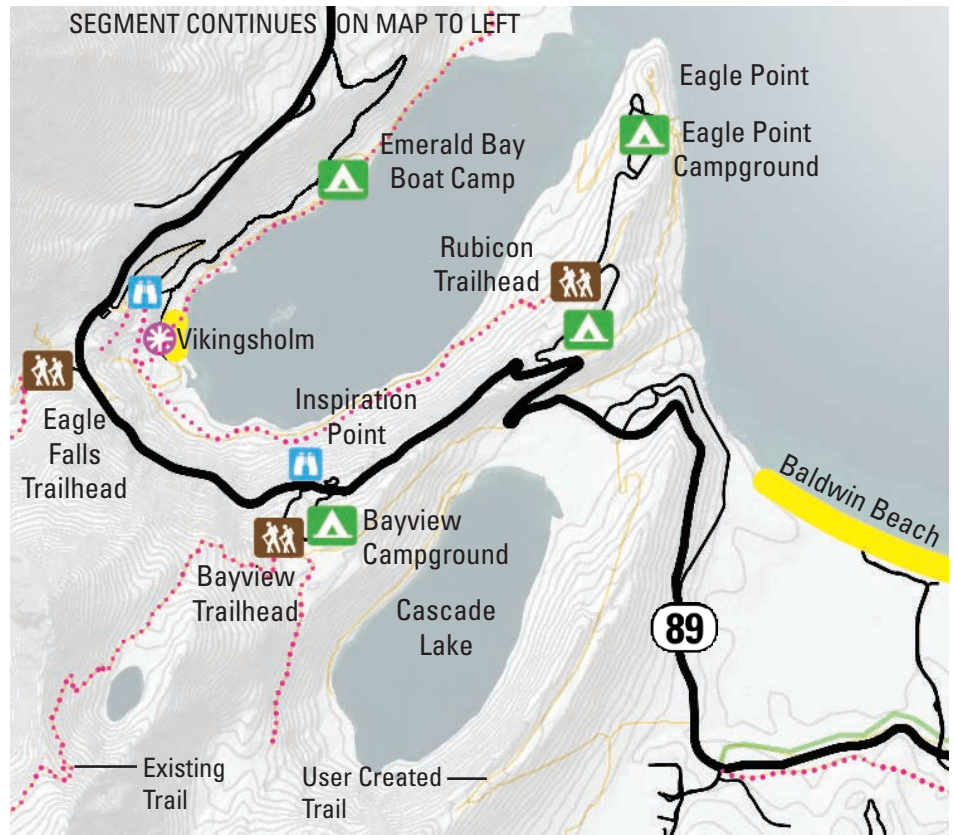 SEGMENT CONTINUES ON MAP TO LEFT
Eagle Point
Eagle Point
Campground
Emerald Bay
Boat Camp
Rubicon
Trailhead
Vikingsholm
Eagle
Falls
Trailhead
Inspiration
Point
Baldwin Beach
Bayview
Campground
Bayview
Trailhead
Cascade
Lake
89
Existing
Trail
User Created
Trail